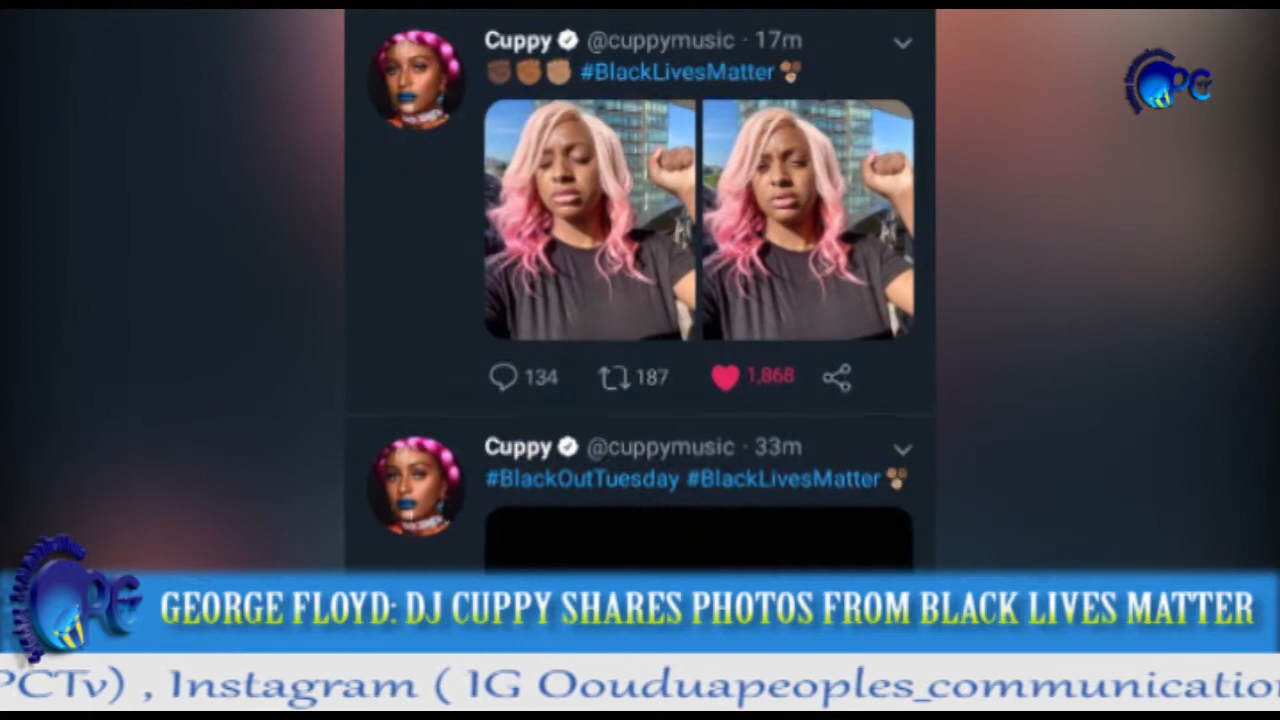 Cuppy @cuppymusic · 17m
#BlackLivesMatter
134 187 1,868
Cuppy @cuppymusic · 33m
#BlackOutTuesday #BlackLivesMatter
GEORGE FLOYD: DJ CUPPY SHARES PHOTOS FROM BLACK LIVES MATTER
PCTv) , Instagram ( IG Oouduapeoples_communication